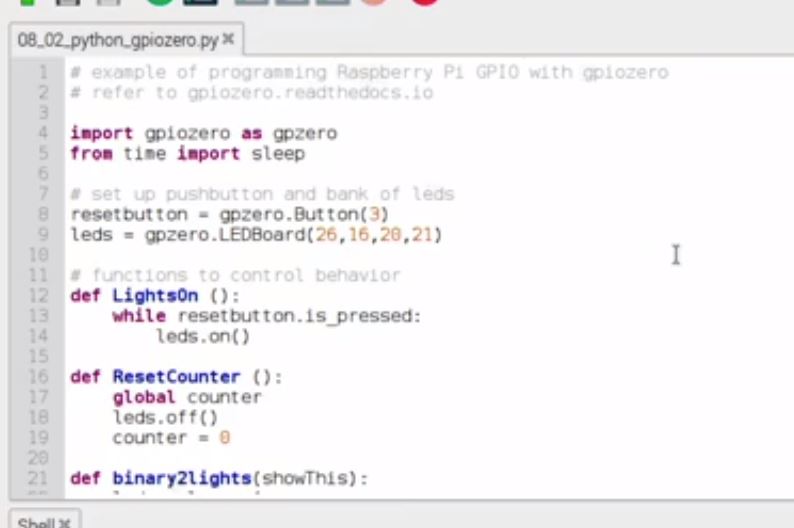 08_02_python_gpiozero.py ✖
1 # example of programming Raspberry Pi GPIO with gpiozero
2 # refer to gpiozero.readthedocs.io
3
4 import gpiozero as gpzero
5 from time import sleep
6
7 # set up pushbutton and bank of leds
8 resetbutton = gpzero.Button(3)
9 leds = gpzero.LEDBoard(26,16,20,21)
10
11 # functions to control behavior
12 def LightsOn ():
13     while resetbutton.is_pressed:
14         leds.on()
15
16 def ResetCounter ():
17     global counter
18     leds.off()
19     counter = 0
20
21 def binary2lights(showThis):
Shell ✖